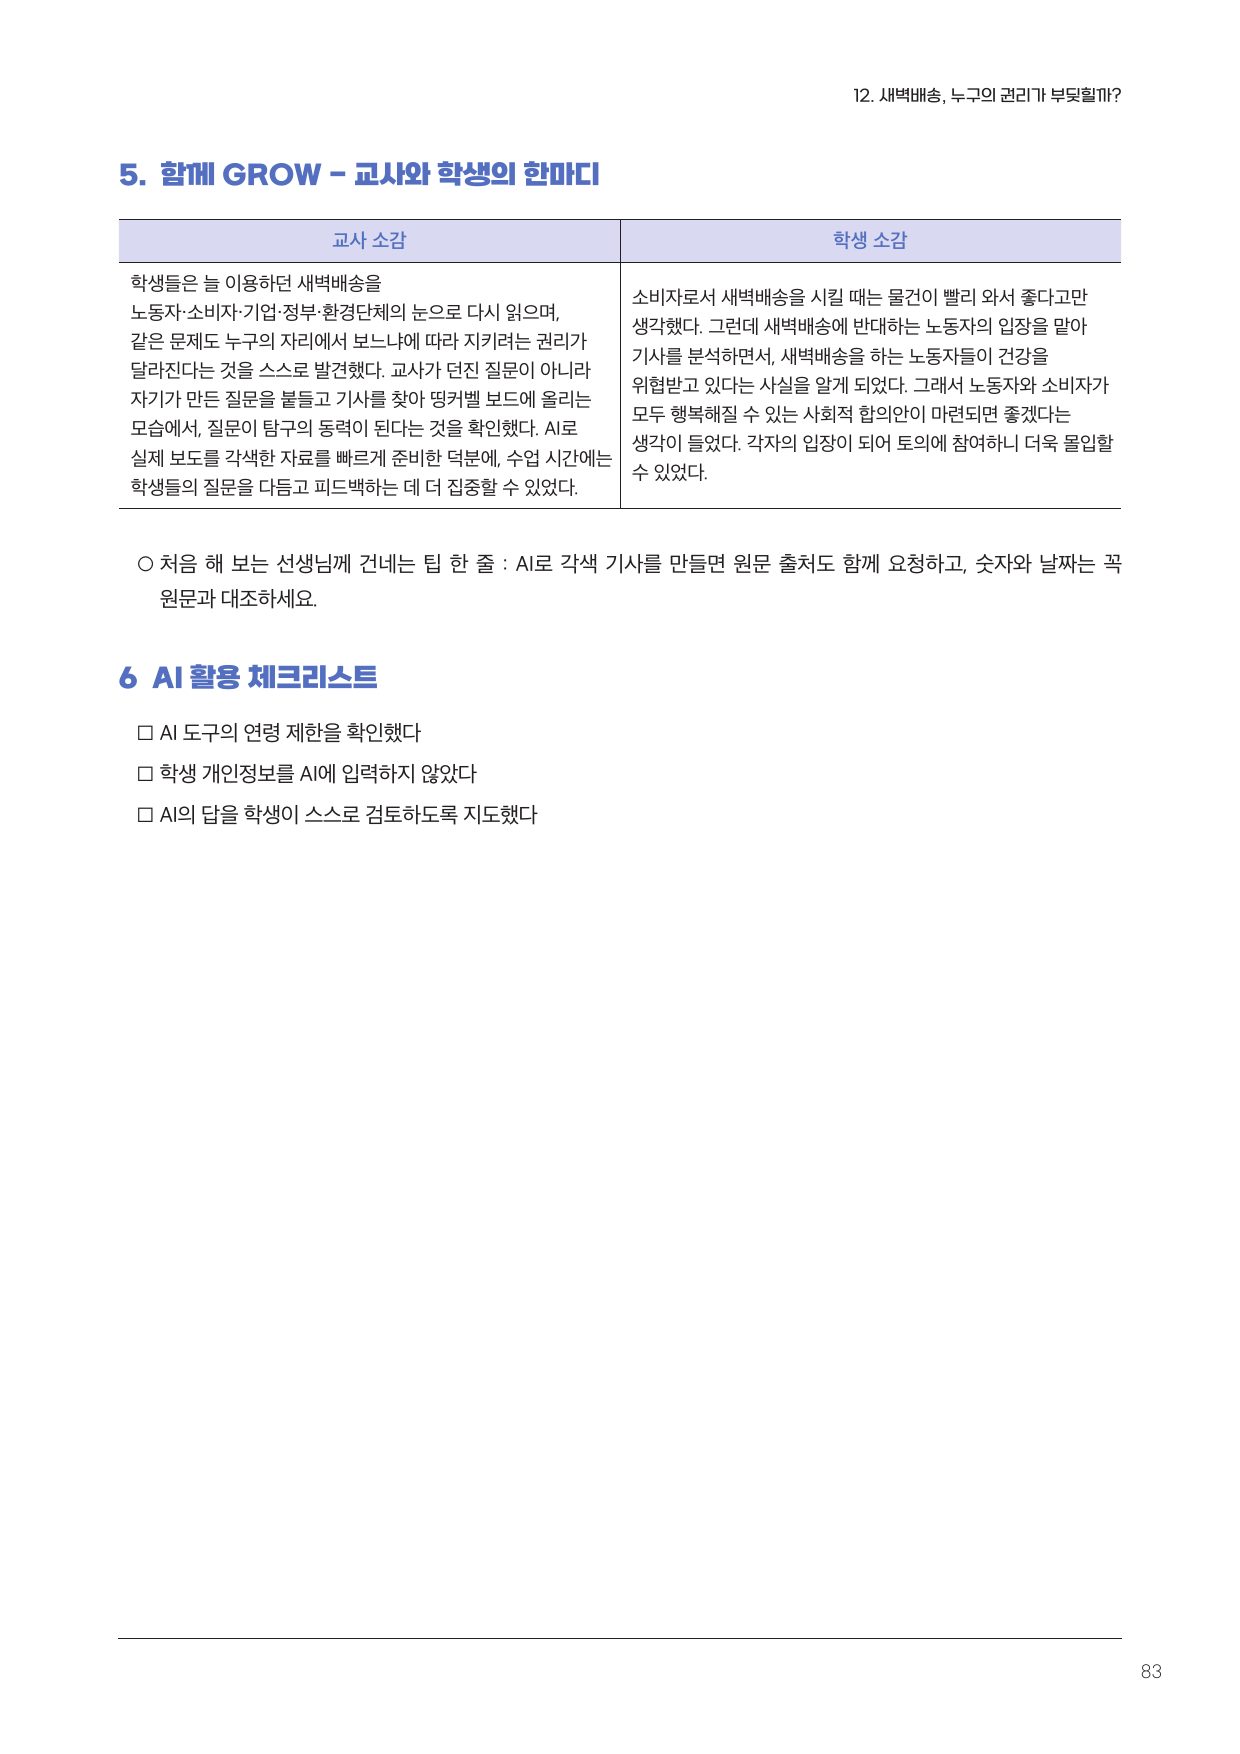 12. 새벽배송, 누구의 권리가 부딪힐까?
5. 함께 GROW – 교사와 학생의 한마디
교사 소감
학생 소감
학생들은 늘 이용하던 새벽배송을
노동자·소비자·기업·정부·환경단체의 눈으로 다시 읽으며,
같은 문제도 누구의 자리에서 보느냐에 따라 지키려는 권리가
달라진다는 것을 스스로 발견했다. 교사가 던진 질문이 아니라
자기가 만든 질문을 붙들고 기사를 찾아 띵커벨 보드에 올리는
모습에서, 질문이 탐구의 동력이 된다는 것을 확인했다. AI로
실제 보도를 각색한 자료를 빠르게 준비한 덕분에, 수업 시간에는
학생들의 질문을 다듬고 피드백하는 데 더 집중할 수 있었다.
소비자로서 새벽배송을 시킬 때는 물건이 빨리 와서 좋다고만
생각했다. 그런데 새벽배송에 반대하는 노동자의 입장을 맡아
기사를 분석하면서, 새벽배송을 하는 노동자들이 건강을
위협받고 있다는 사실을 알게 되었다. 그래서 노동자와 소비자가
모두 행복해질 수 있는 사회적 합의안이 마련되면 좋겠다는
생각이 들었다. 각자의 입장이 되어 토의에 참여하니 더욱 몰입할
수 있었다.
○ 처음 해 보는 선생님께 건네는 팁 한 줄 : AI로 각색 기사를 만들면 원문 출처도 함께 요청하고, 숫자와 날짜는 꼭
원문과 대조하세요.
6 AI 활용 체크리스트
□ AI 도구의 연령 제한을 확인했다
□ 학생 개인정보를 AI에 입력하지 않았다
□ AI의 답을 학생이 스스로 검토하도록 지도했다
83